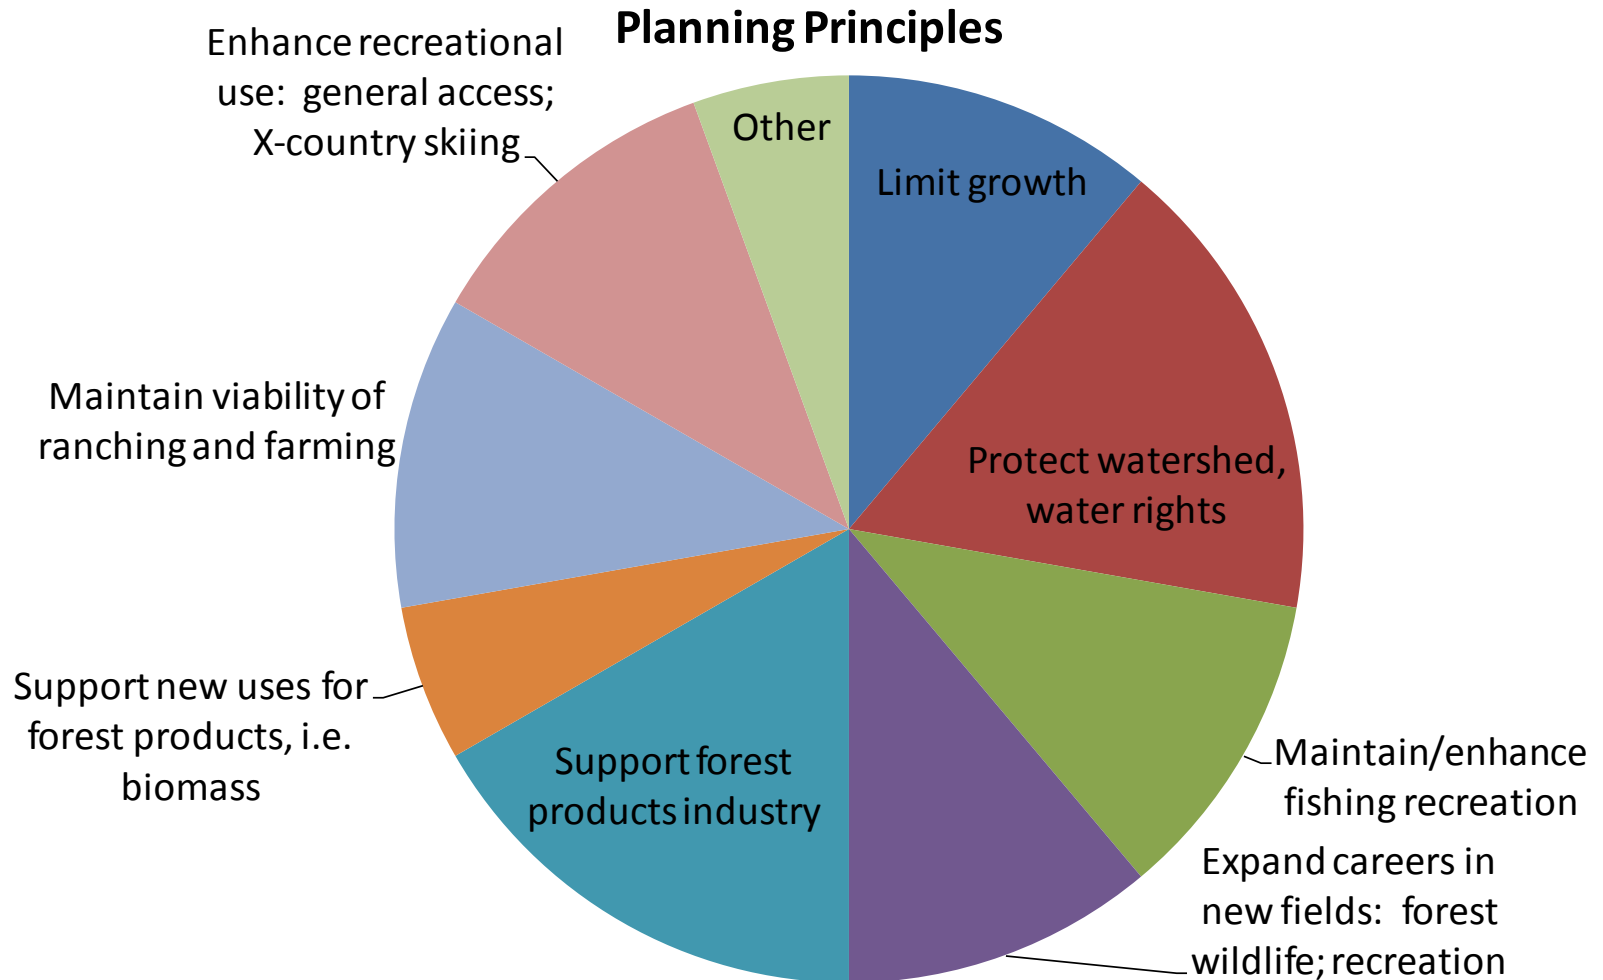 Planning Principles
Enhance recreational
use: general access;
X-country skiing
Other
Limit growth
Protect watershed,
water rights
Maintain viability of
ranching and farming
Support new uses for
forest products, i.e.
biomass
Support forest
products industry
Maintain/enhance
fishing recreation
Expand careers in
new fields: forest
wildlife; recreation